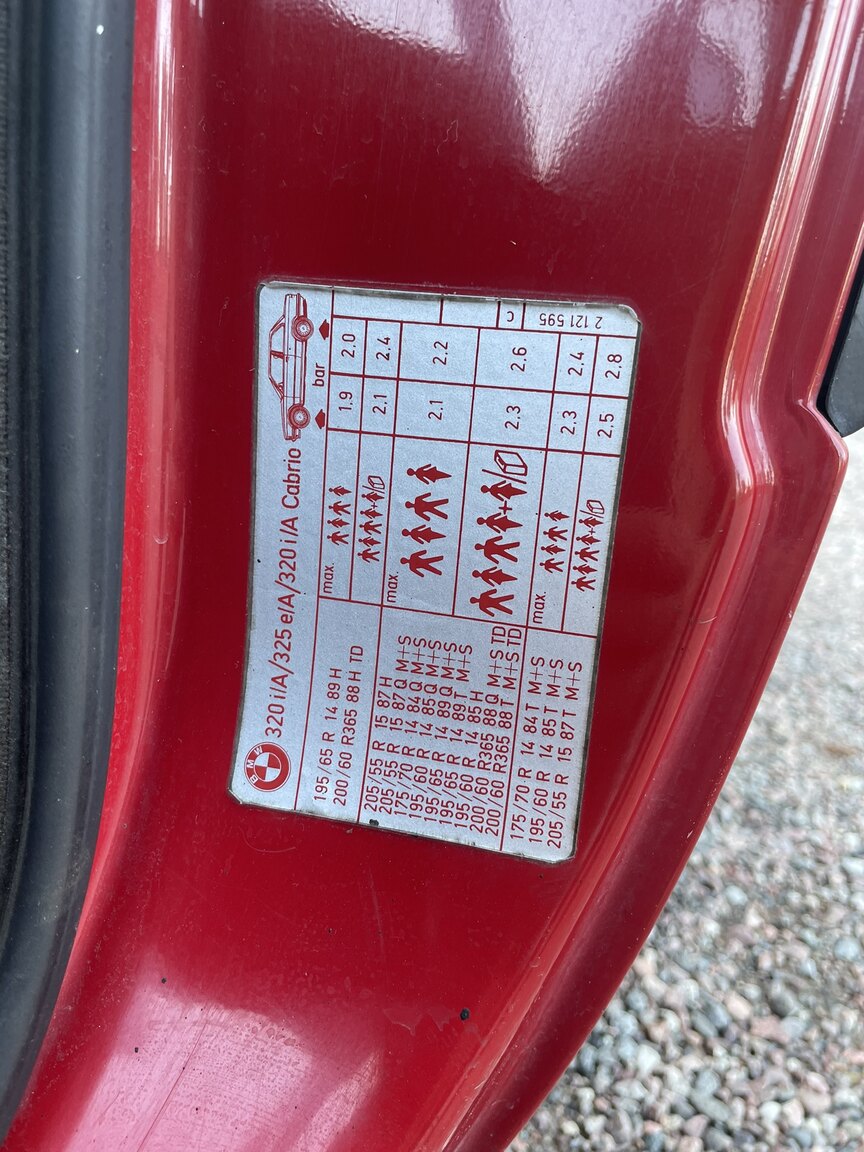 BMW
320 i/A/325 e/A/320 i/A Cabrio
bar
195/65 R 14 89 H
200/60 R365 88 H TD
max.
1.9 2.0
2.1 2.4
205/55 R 15 87 H
205/55 R 15 87 Q M+S
175/70 R 14 84 Q M+S
195/60 R 14 85 Q M+S
195/65 R 14 89 Q M+S
195/65 R 14 89 T M+S
195/60 R 14 85 H
200/60 R365 88 Q M+S TD
200/60 R365 88 T M+S TD
max.
2.1 2.2
2.3 2.6
175/70 R 14 84 T M+S
195/60 R 14 85 T M+S
205/55 R 15 87 T M+S
max.
2.3 2.4
2.5 2.8
C
2 121 595